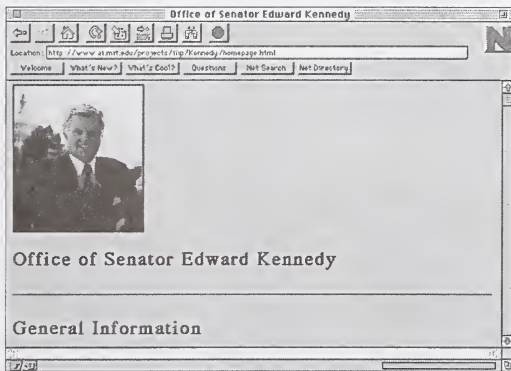 Office of Senator Edward Kennedy
Location: http://www.ai.mit.edu/projects/iiip/Kennedy/homepage.html
Welcome What's New? What's Cool? Questions Net Search Net Directory
N
Office of Senator Edward Kennedy
General Information